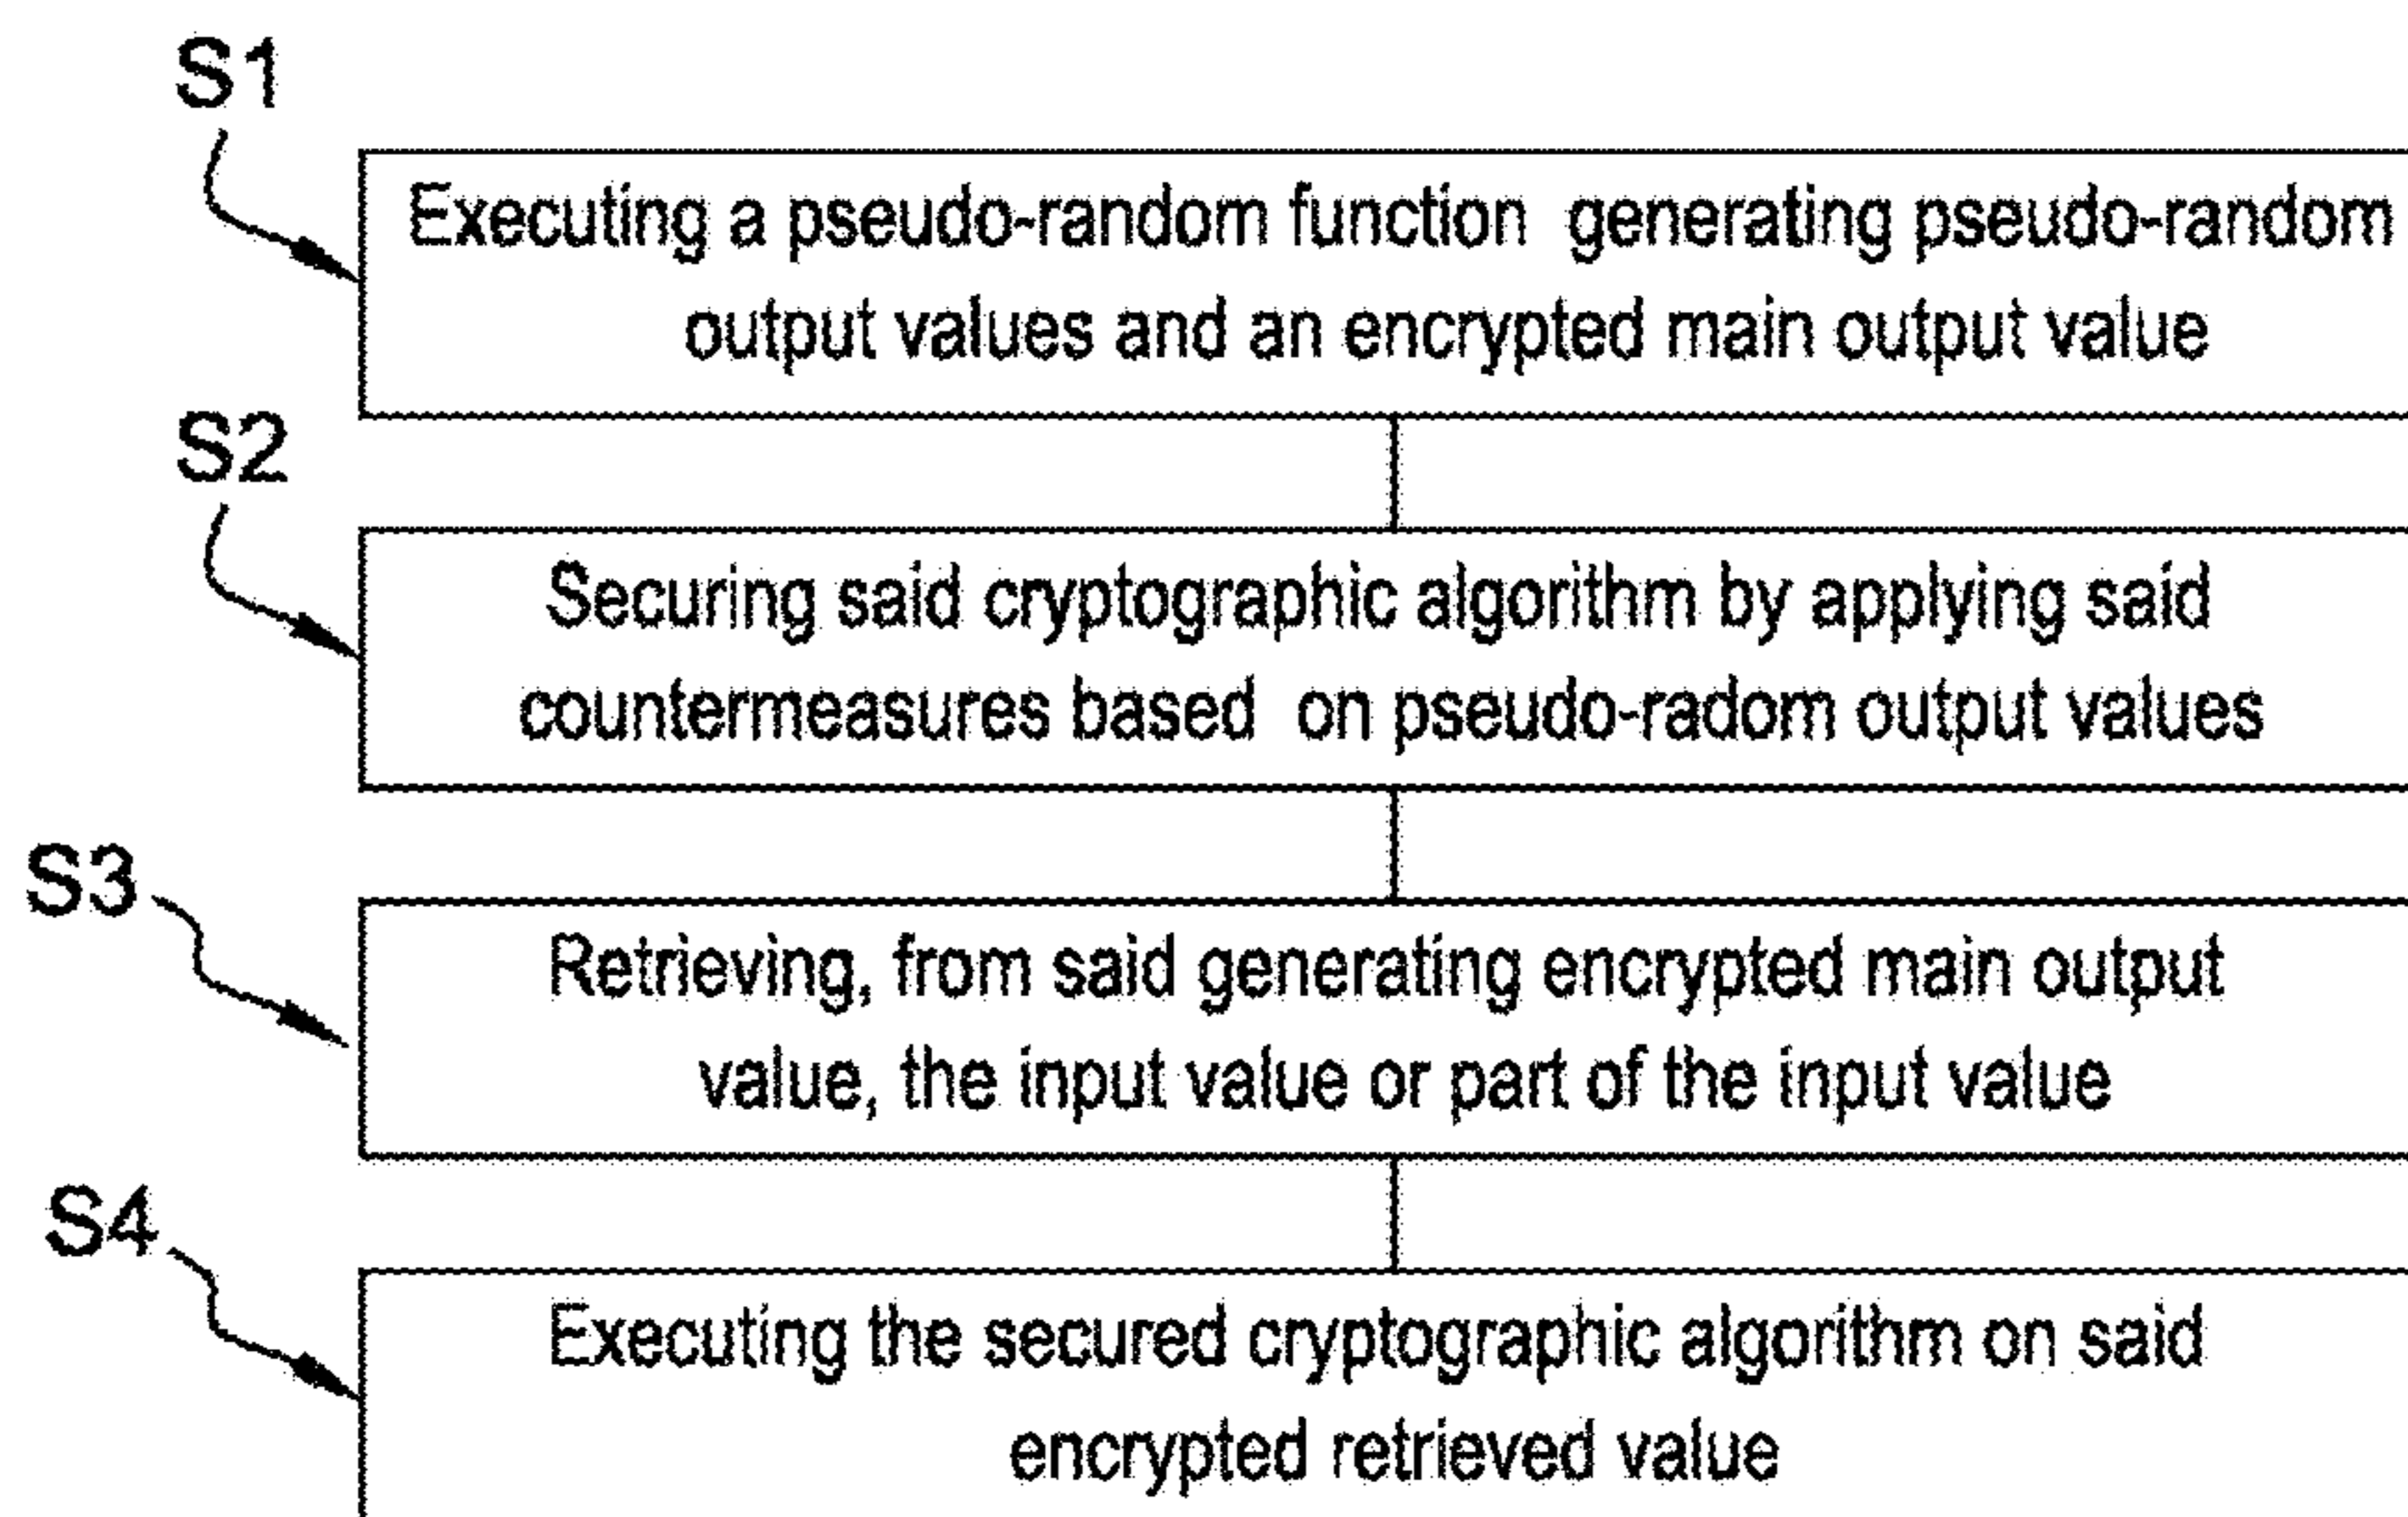 S1
Executing a pseudo-random function generating pseudo-random
output values and an encrypted main output value
S2
Securing said cryptographic algorithm by applying said
countermeasures based on pseudo-radom output values
S3
Retrieving, from said generating encrypted main output
value, the input value or part of the input value
S4
Executing the secured cryptographic algorithm on said
encrypted retrieved value